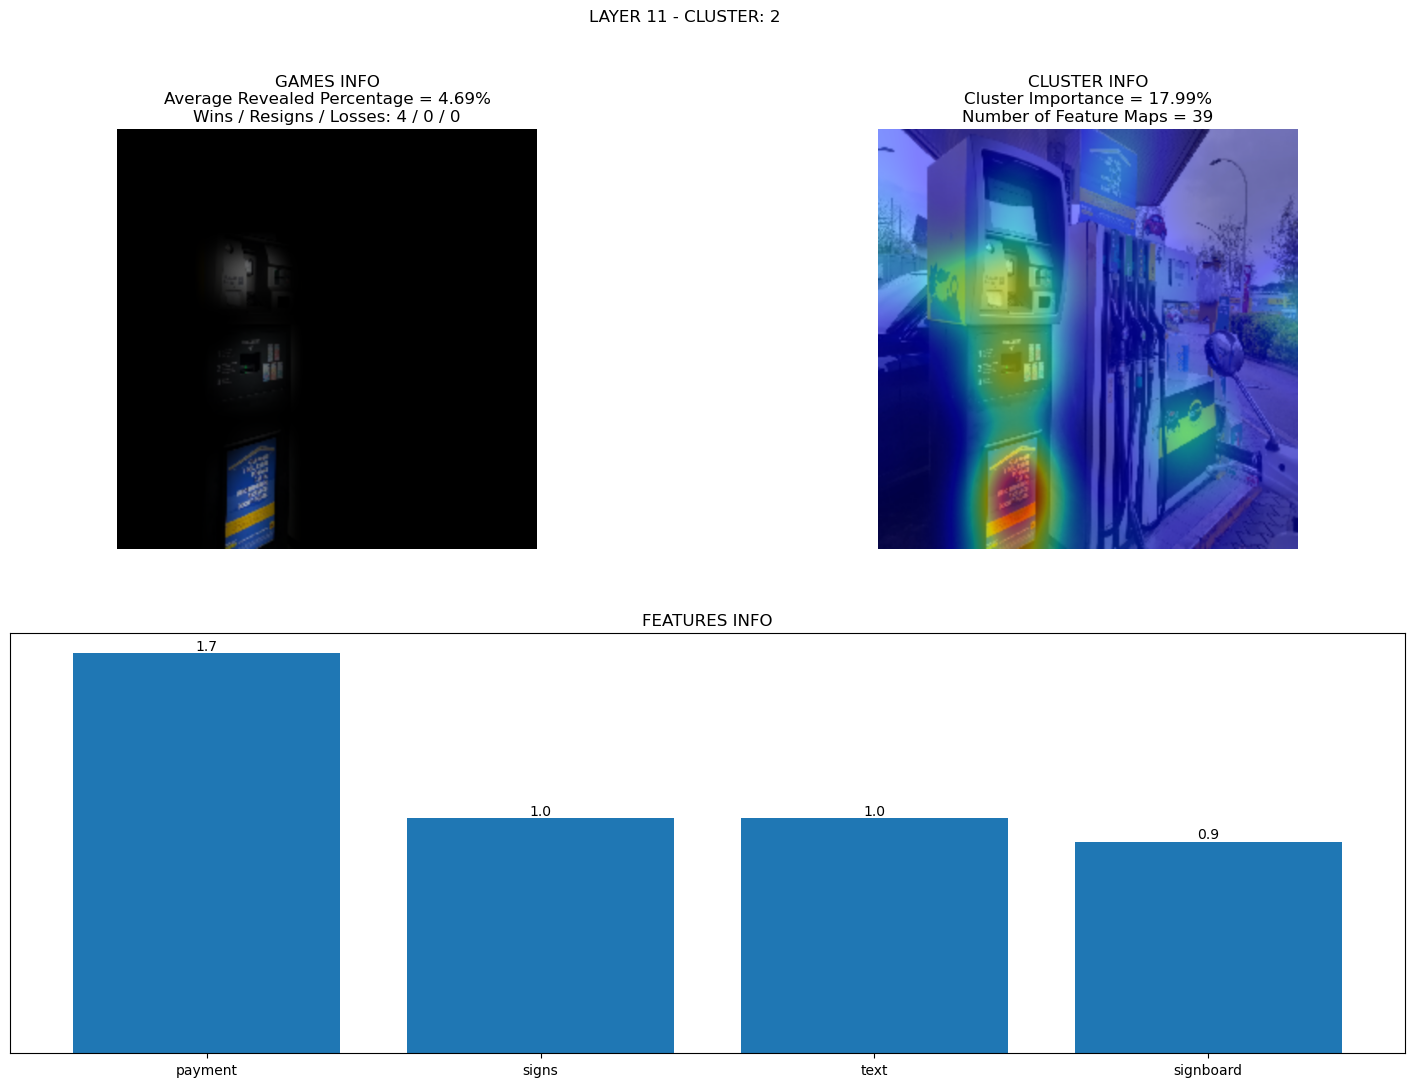 LAYER 11 - CLUSTER: 2
GAMES INFO
Average Revealed Percentage = 4.69%
Wins / Resigns / Losses: 4 / 0 / 0
CLUSTER INFO
Cluster Importance = 17.99%
Number of Feature Maps = 39
FEATURES INFO
1.7
1.0
1.0
0.9
payment
signs
text
signboard